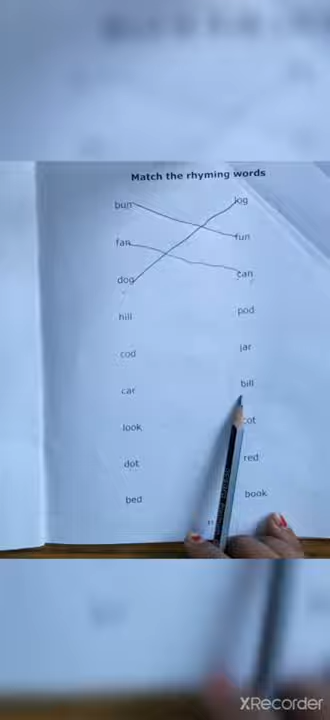 Match the rhyming words
bun log
fan fun
dog can
hill pod
cod jar
car bill
look cot
dot red
bed book
XRecorder